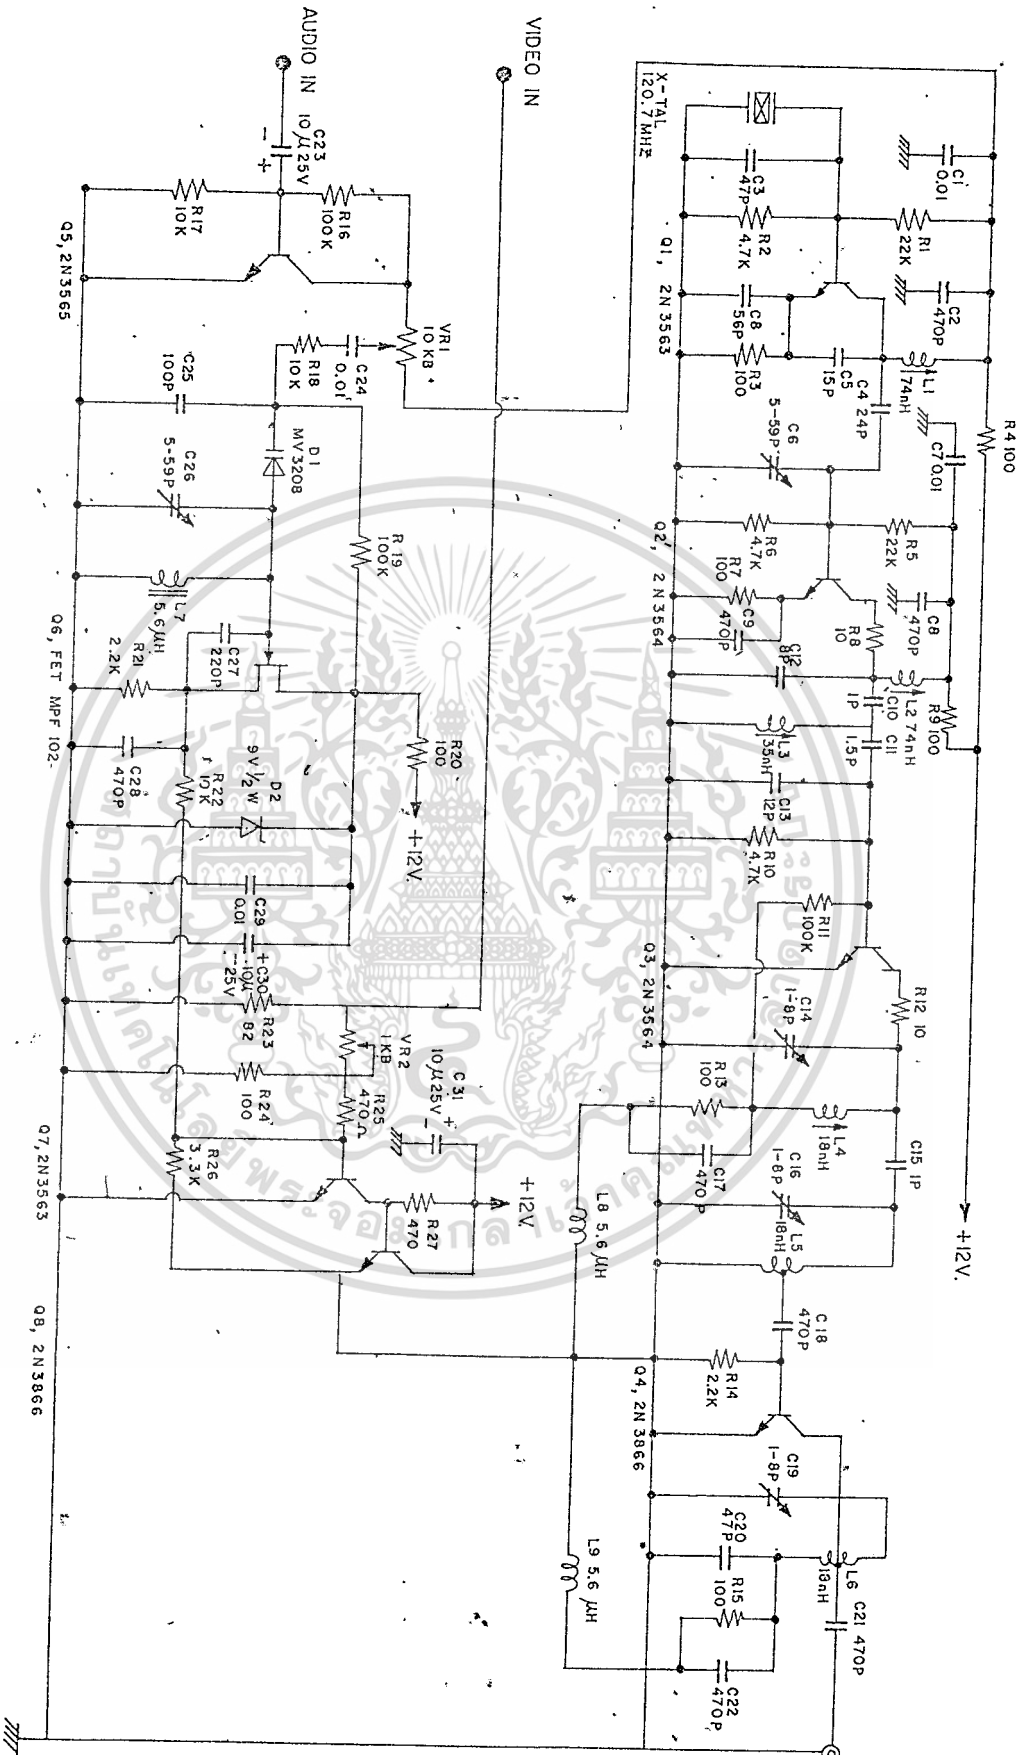 R4 100
+12V.
C1 0.01
C2 470P
L1 74nH
C7 0.01
C8 470P
L2 74nH
R9 100
R1 22K
C4 24P
R5 22K
R8 10
C10 1P
C11 1.5P
R12 10
C15 1P
X-TAL
120.7 MHZ
C3 47P
R2 4.7K
C8 56P
R3 100
C5 15P
C6 5-59P
R6 4.7K
R7 100
C9 470P
C12 8P
L3 35nH
C13 12P
R10 4.7K
R11 100K
C14 1-8P
R13 100
L4 18nH
C17 470P
C16 1-8P
L5 18nH
C18 470P
R14 2.2K
C19 1-8P
C20 47P
R15 100
L6 18nH
C21 470P
C22 470P
Q1, 2N3563
Q2, 2N3564
Q3, 2N3564
Q4, 2N3866
L8 5.6 μH
L9 5.6 μH
VIDEO IN
AUDIO IN
C23
10μ25V
- +
R16 100K
R17 10K
VR1
10KB
C24 0.01
R18 10K
R19 100K
R20 100
+12V.
D1
MV3208
C25 100P
C26 5-59P
L7 5.6μH
C27 220P
R21 2.2K
C28 470P
R22 10K
D2
9V 1/2 W
C29 0.01
+C30
10μ
-25V
R23 82
R24 100
VR2
1KB
R25 470Ω
C31
10μ25V
+
-
+12V.
R26 3.3K
R27 470
Q5, 2N3565
Q6, FET MPF 102
Q7, 2N3563
Q8, 2N3866